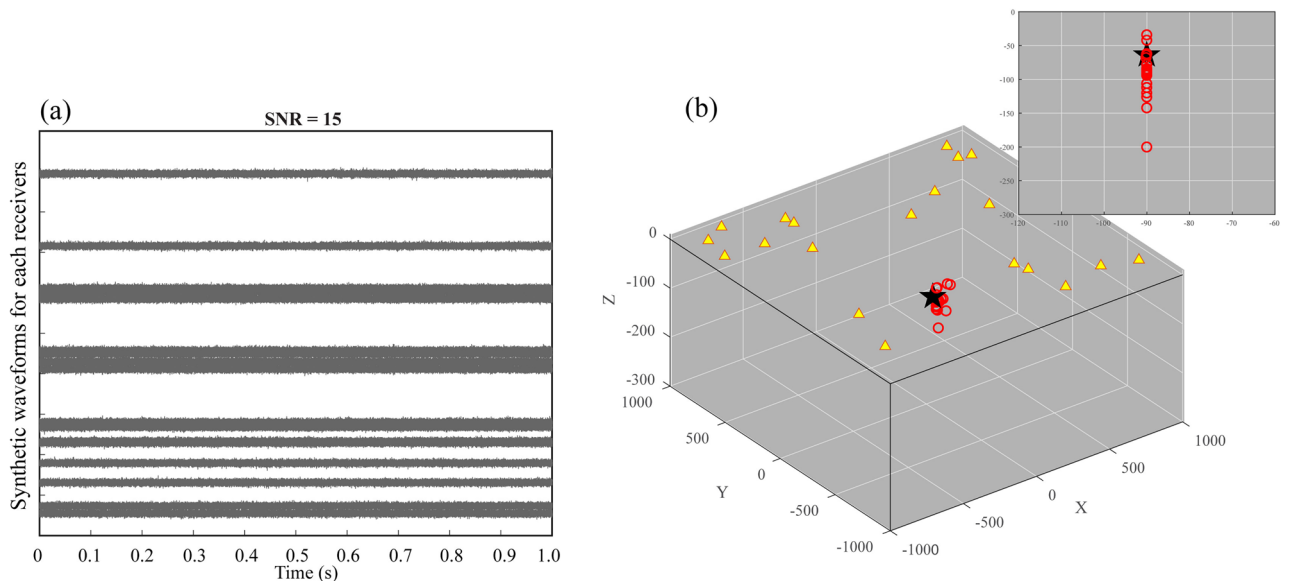 (a)
SNR = 15
Synthetic waveforms for each receivers
0 0.1 0.2 0.3 0.4 0.5 0.6 0.7 0.8 0.9 1.0
Time (s)
(b)
0
-50
-100
-150
-200
-250
-300
-120 -110 -100 -90 -80 -70 -60
Z
0
-100
-200
-300
1000
500
0
-500
-1000
Y
-1000
-500
0
500
1000
X